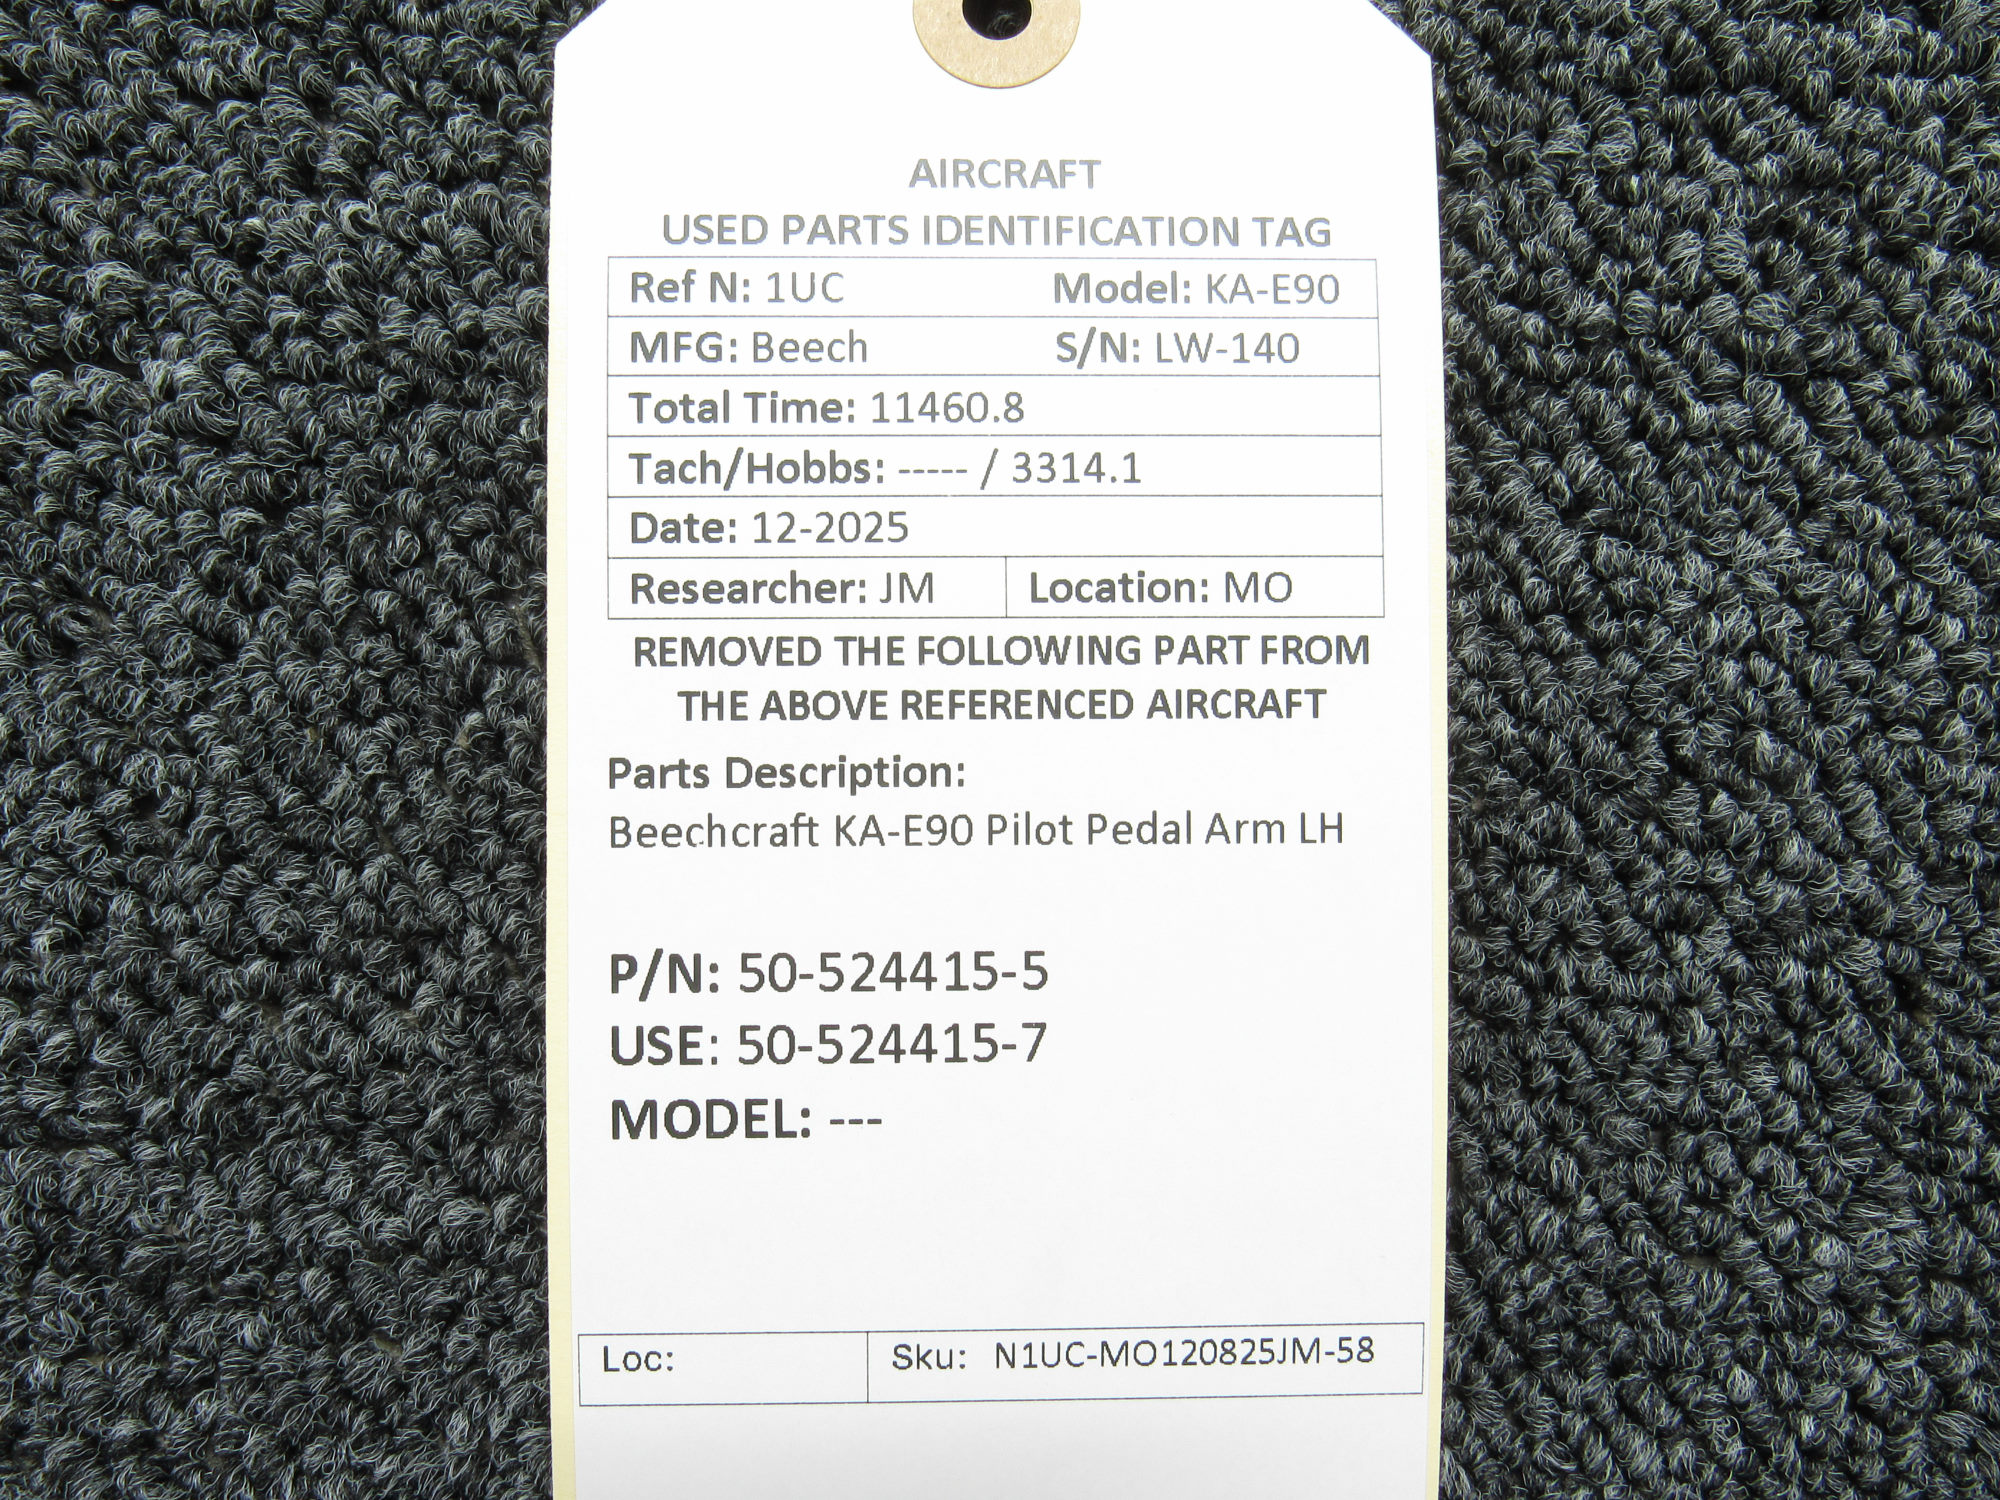 AIRCRAFT
USED PARTS IDENTIFICATION TAG
Ref N: 1UC Model: KA-E90
MFG: Beech S/N: LW-140
Total Time: 11460.8
Tach/Hobbs: ----- / 3314.1
Date: 12-2025
Researcher: JM Location: MO
REMOVED THE FOLLOWING PART FROM
THE ABOVE REFERENCED AIRCRAFT
Parts Description:
Beechcraft KA-E90 Pilot Pedal Arm LH
P/N: 50-524415-5
USE: 50-524415-7
MODEL: ---
Loc: Sku: N1UC-MO120825JM-58